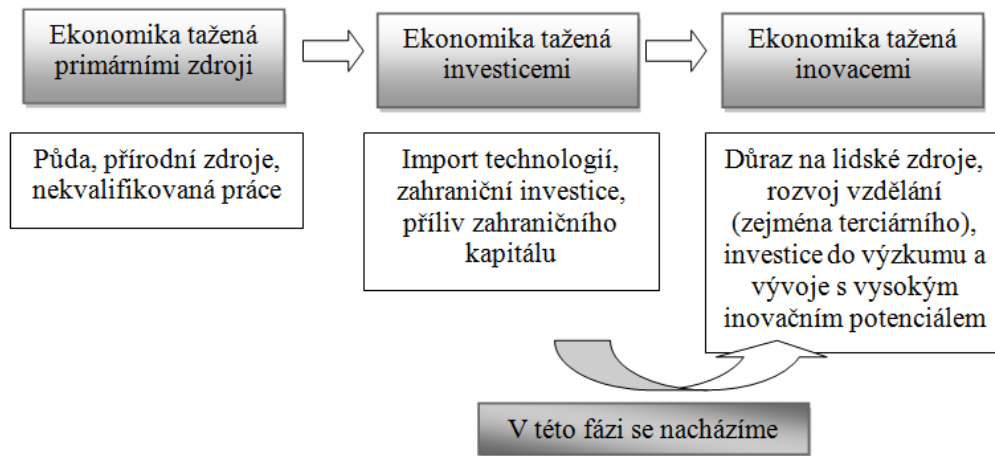 Ekonomika tažená
primárními zdroji
Ekonomika tažená
investicemi
Ekonomika tažená
inovacemi
Půda, přírodní zdroje,
nekvalifikovaná práce
Import technologií,
zahraniční investice,
příliv zahraničního
kapitálu
Důraz na lidské zdroje,
rozvoj vzdělání
(zejména terciárního),
investice do výzkumu a
vývoje s vysokým
inovačním potenciálem
V této fázi se nacházíme